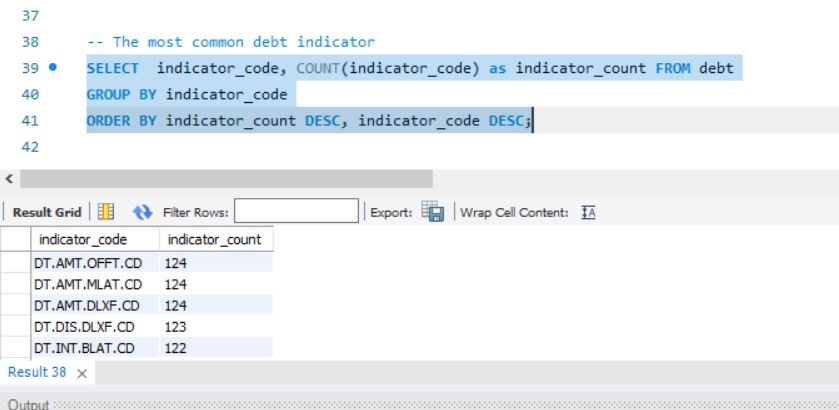 37
38 -- The most common debt indicator
39 SELECT indicator_code, COUNT(indicator_code) as indicator_count FROM debt
40 GROUP BY indicator_code
41 ORDER BY indicator_count DESC, indicator_code DESC;
42
Result Grid Filter Rows: Export: Wrap Cell Content: IA
indicator_code indicator_count
DT.AMT.OFFT.CD 124
DT.AMT.MLAT.CD 124
DT.AMT.DLXF.CD 124
DT.DIS.DLXF.CD 123
DT.INT.BLAT.CD 122
Result 38 ×
Output